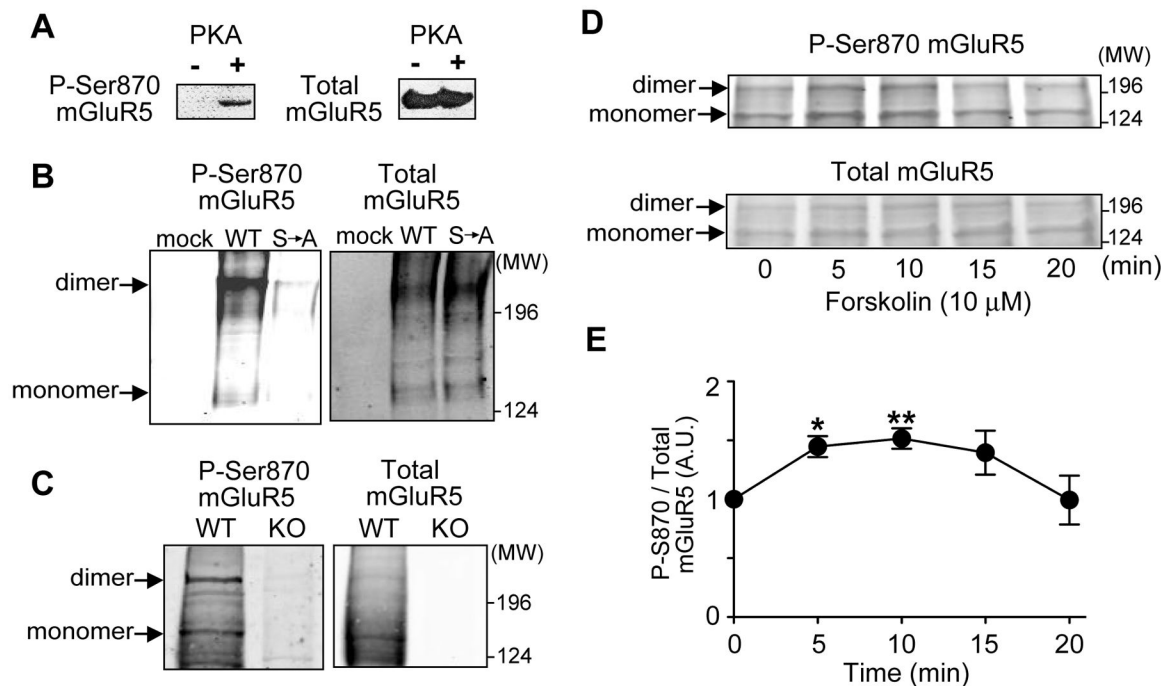 A
PKA
- +
P-Ser870
mGluR5
PKA
- +
Total
mGluR5
B
P-Ser870
mGluR5
Total
mGluR5
mock WT S→A
mock WT S→A
(MW)
dimer
196
monomer
124
C
P-Ser870
mGluR5
Total
mGluR5
WT KO
WT KO
(MW)
dimer
196
monomer
124
D
P-Ser870 mGluR5
(MW)
dimer
196
monomer
124
Total mGluR5
dimer
196
monomer
124
0 5 10 15 20 (min)
Forskolin (10 μM)
E
P-S870 / Total
mGluR5 (A.U.)
2
1
0
* **
0 5 10 15 20
Time (min)